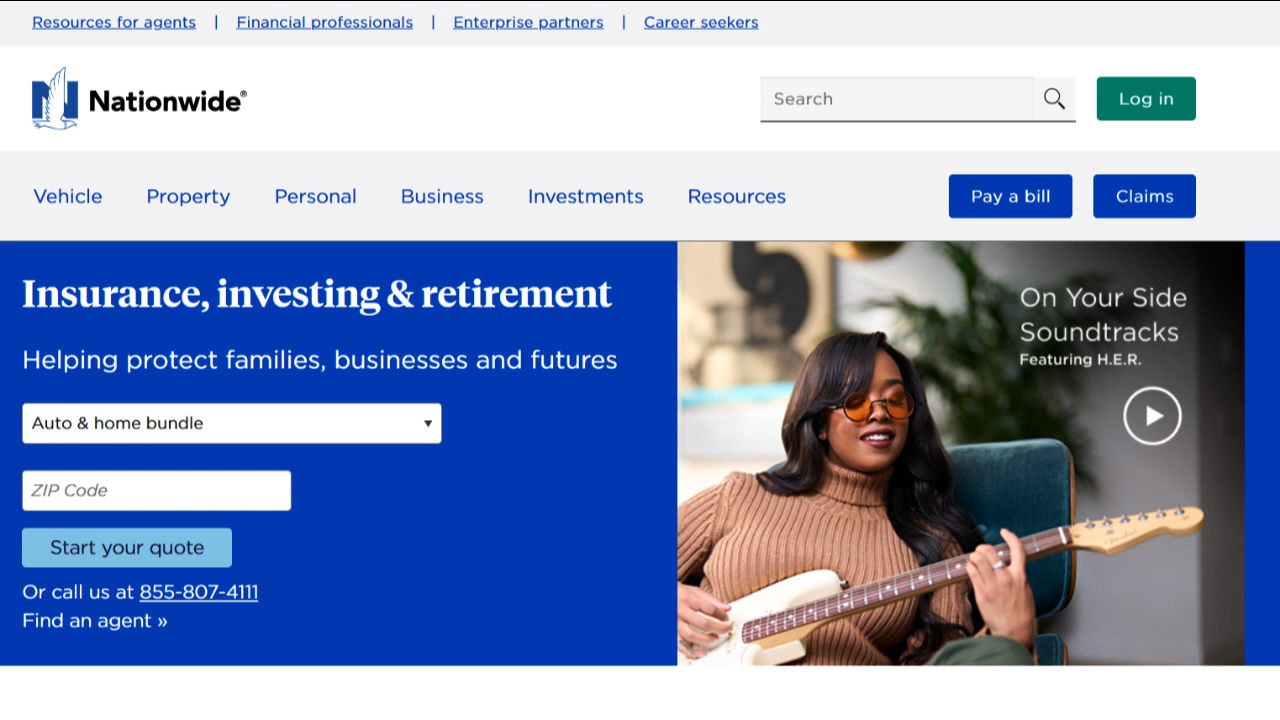 Resources for agents | Financial professionals | Enterprise partners | Career seekers
Nationwide®
Search
Log in
Vehicle Property Personal Business Investments Resources Pay a bill Claims
Insurance, investing & retirement
Helping protect families, businesses and futures
Auto & home bundle
ZIP Code
Start your quote
Or call us at 855-807-4111
Find an agent »
On Your Side
Soundtracks
Featuring H.E.R.